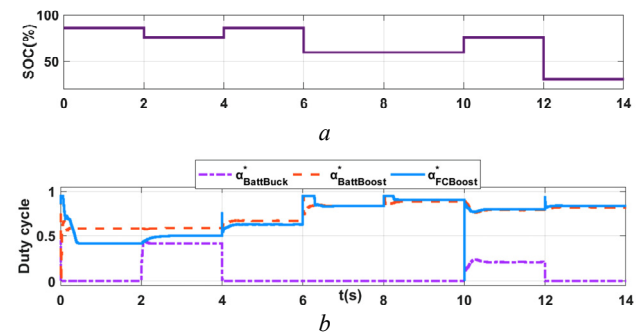 100
50
SOC(%)
0 2 4 6 8 10 12 14
a
α*BattBuck α*BattBoost α*FCBoost
1
0.5
0
Duty cycle
0 2 4 6 8 10 12 14
t(s)
b